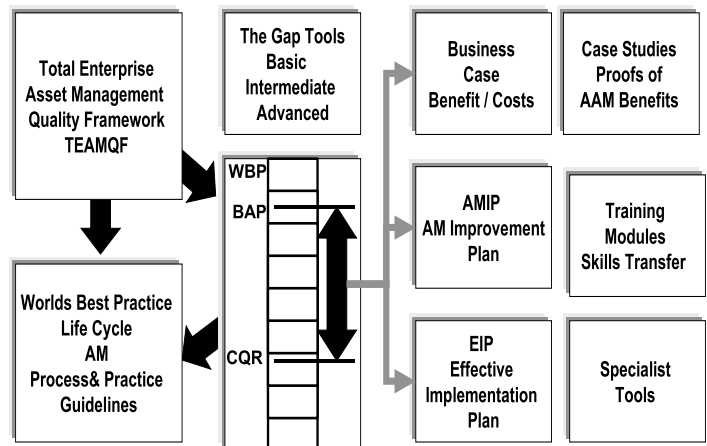 Total Enterprise
Asset Management
Quality Framework
TEAMQF
The Gap Tools
Basic
Intermediate
Advanced
Business
Case
Benefit / Costs
Case Studies
Proofs of
AAM Benefits
WBP
BAP
CQR
AMIP
AM Improvement
Plan
Training
Modules
Skills Transfer
Worlds Best Practice
Life Cycle
AM
Process& Practice
Guidelines
EIP
Effective
Implementation
Plan
Specialist
Tools